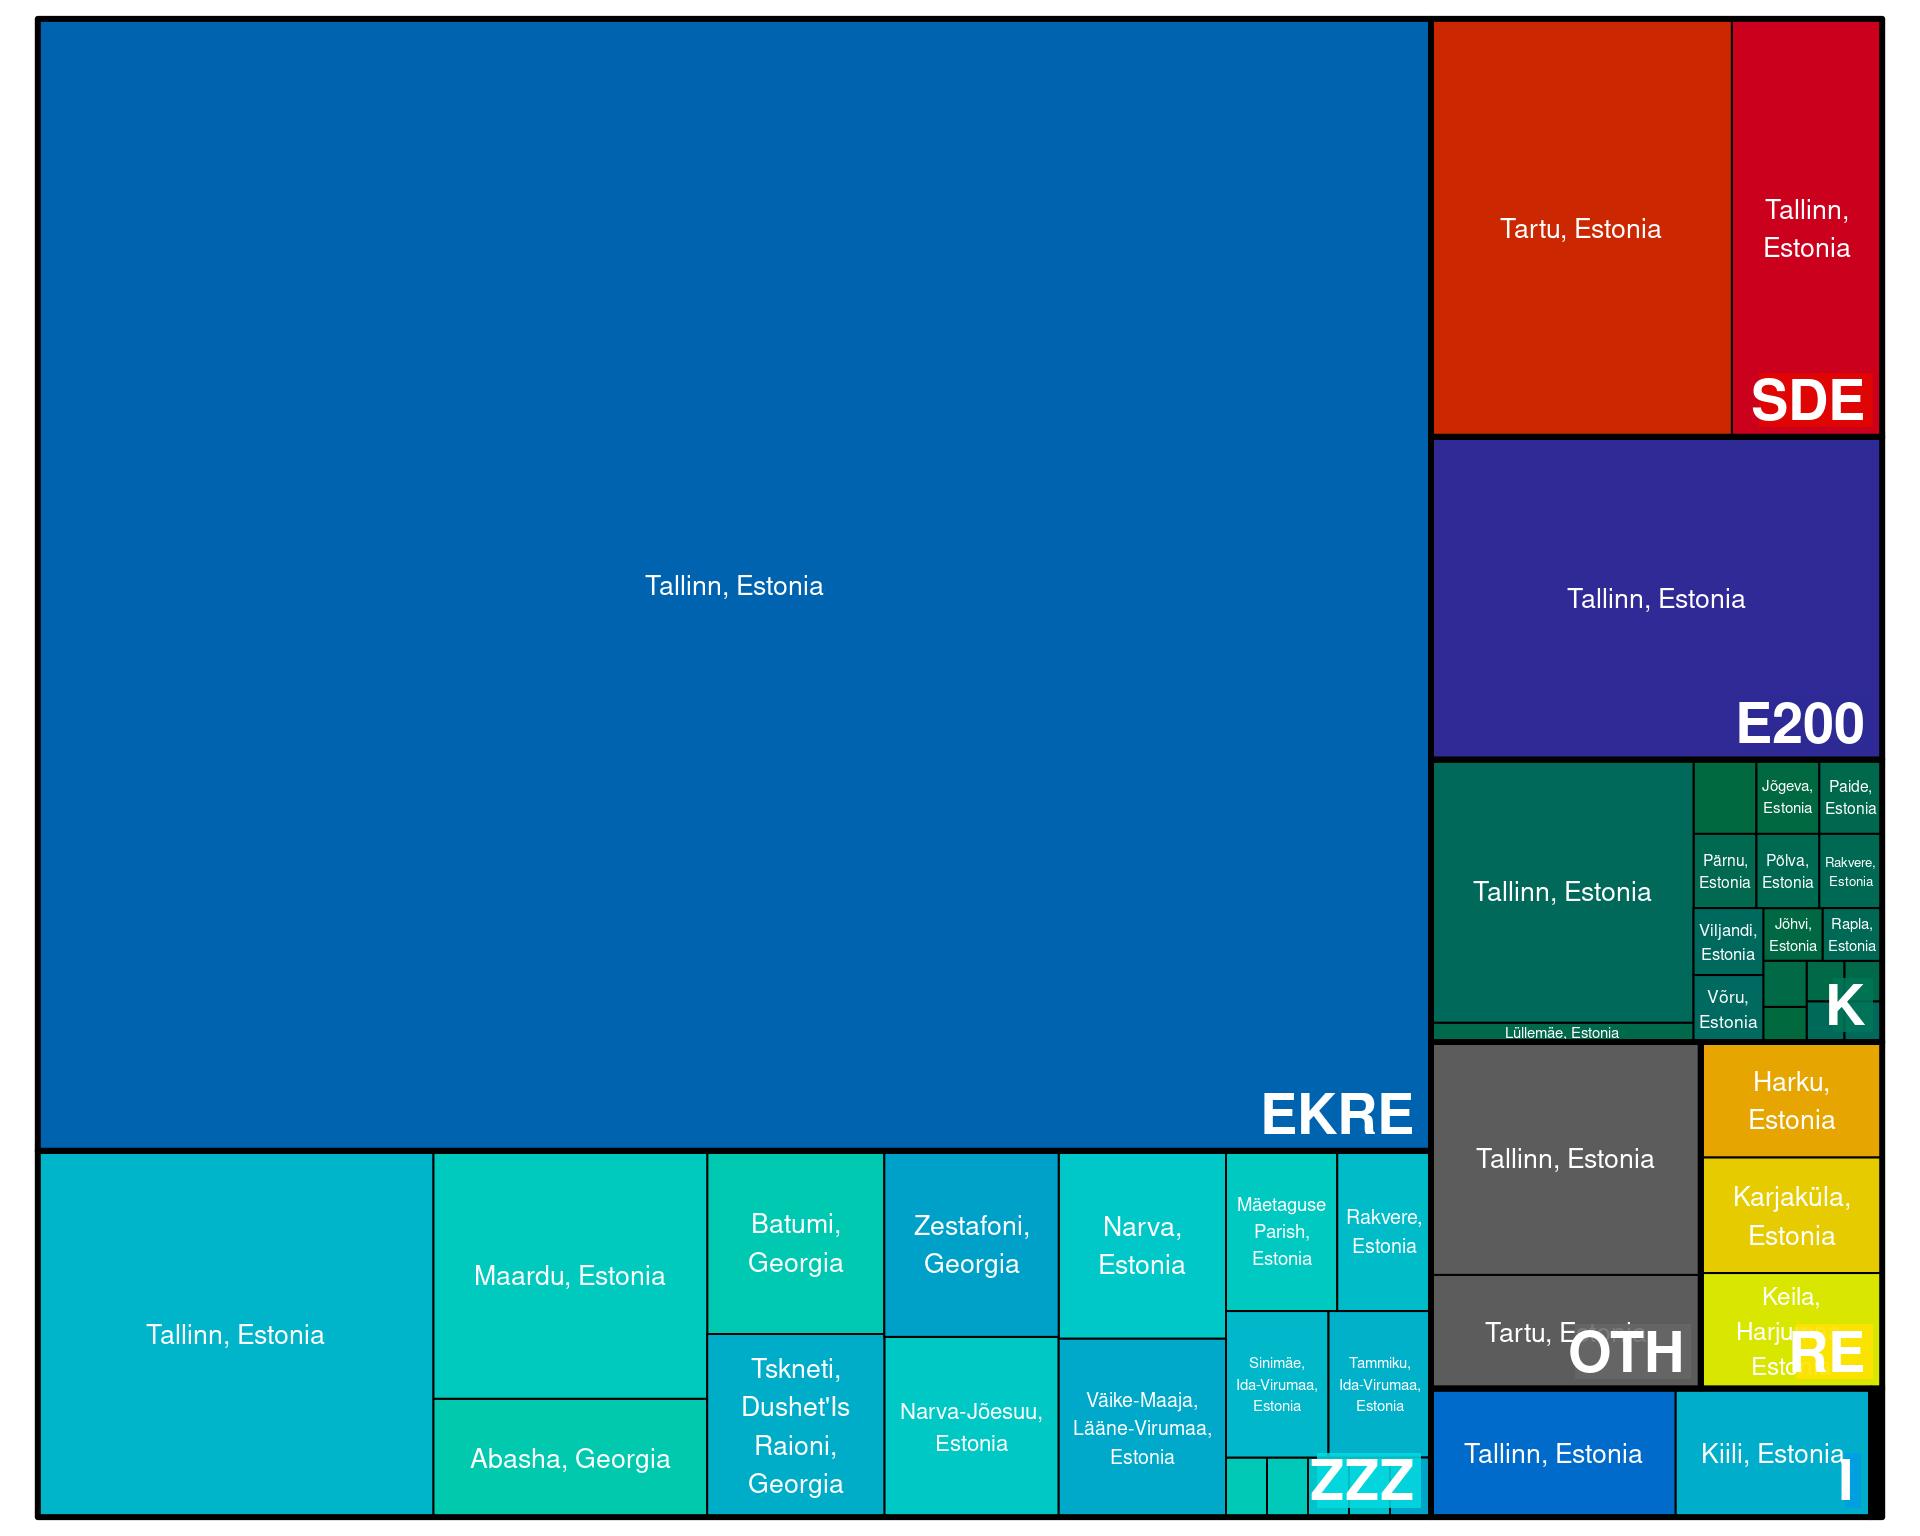 Tallinn, Estonia
EKRE
Tartu, Estonia
Tallinn,
Estonia
SDE
Tallinn, Estonia
E200
Tallinn, Estonia
Lüllemäe, Estonia
Jõgeva,
Estonia
Paide,
Estonia
Pärnu,
Estonia
Põlva,
Estonia
Rakvere,
Estonia
Viljandi,
Estonia
Jõhvi,
Estonia
Rapla,
Estonia
Võru,
Estonia
K
Tallinn, Estonia
Tartu, Estonia
OTH
Harku,
Estonia
Karjaküla,
Estonia
Keila,
RE
Tallinn, Estonia
Kiili, Estonia
I
Tallinn, Estonia
Maardu, Estonia
Abasha, Georgia
Batumi,
Georgia
Tskneti,
Dushet'Is
Raioni,
Georgia
Zestafoni,
Georgia
Narva-Jõesuu,
Estonia
Narva,
Estonia
Väike-Maaja,
Lääne-Virumaa,
Estonia
Mäetaguse
Parish,
Estonia
Rakvere,
Estonia
Sinimäe,
Ida-Virumaa,
Estonia
Tammiku,
Ida-Virumaa,
Estonia
ZZZ